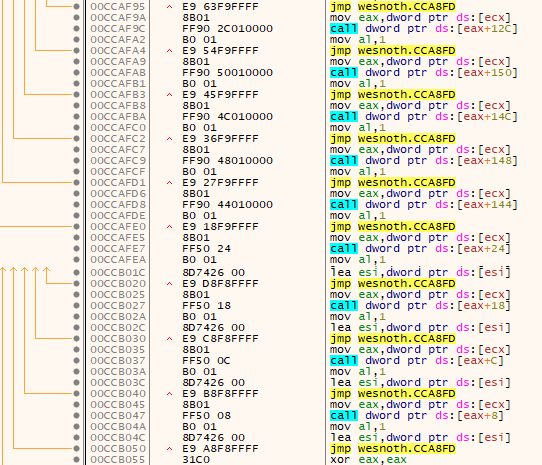 00CCAF95 ^ E9 63F9FFFF jmp wesnoth.CCA8FD
00CCAF9A 8B01 mov eax,dword ptr ds:[ecx]
00CCAF9C FF90 2C010000 call dword ptr ds:[eax+12C]
00CCAFA2 B0 01 mov al,1
00CCAFA4 ^ E9 54F9FFFF jmp wesnoth.CCA8FD
00CCAFA9 8B01 mov eax,dword ptr ds:[ecx]
00CCAFAB FF90 50010000 call dword ptr ds:[eax+150]
00CCAFB1 B0 01 mov al,1
00CCAFB3 ^ E9 45F9FFFF jmp wesnoth.CCA8FD
00CCAFB8 8B01 mov eax,dword ptr ds:[ecx]
00CCAFBA FF90 4C010000 call dword ptr ds:[eax+14C]
00CCAFC0 B0 01 mov al,1
00CCAFC2 ^ E9 36F9FFFF jmp wesnoth.CCA8FD
00CCAFC7 8B01 mov eax,dword ptr ds:[ecx]
00CCAFC9 FF90 48010000 call dword ptr ds:[eax+148]
00CCAFCF B0 01 mov al,1
00CCAFD1 ^ E9 27F9FFFF jmp wesnoth.CCA8FD
00CCAFD6 8B01 mov eax,dword ptr ds:[ecx]
00CCAFD8 FF90 44010000 call dword ptr ds:[eax+144]
00CCAFDE B0 01 mov al,1
00CCAFE0 ^ E9 18F9FFFF jmp wesnoth.CCA8FD
00CCAFE5 8B01 mov eax,dword ptr ds:[ecx]
00CCAFE7 FF50 24 call dword ptr ds:[eax+24]
00CCAFEA B0 01 mov al,1
00CCB01C 8D7426 00 lea esi,dword ptr ds:[esi]
00CCB020 ^ E9 D8F8FFFF jmp wesnoth.CCA8FD
00CCB025 8B01 mov eax,dword ptr ds:[ecx]
00CCB027 FF50 18 call dword ptr ds:[eax+18]
00CCB02A B0 01 mov al,1
00CCB02C 8D7426 00 lea esi,dword ptr ds:[esi]
00CCB030 ^ E9 C8F8FFFF jmp wesnoth.CCA8FD
00CCB035 8B01 mov eax,dword ptr ds:[ecx]
00CCB037 FF50 0C call dword ptr ds:[eax+C]
00CCB03A B0 01 mov al,1
00CCB03C 8D7426 00 lea esi,dword ptr ds:[esi]
00CCB040 ^ E9 B8F8FFFF jmp wesnoth.CCA8FD
00CCB045 8B01 mov eax,dword ptr ds:[ecx]
00CCB047 FF50 08 call dword ptr ds:[eax+8]
00CCB04A B0 01 mov al,1
00CCB04C 8D7426 00 lea esi,dword ptr ds:[esi]
00CCB050 ^ E9 A8F8FFFF jmp wesnoth.CCA8FD
00CCB055 31C0 xor eax,eax